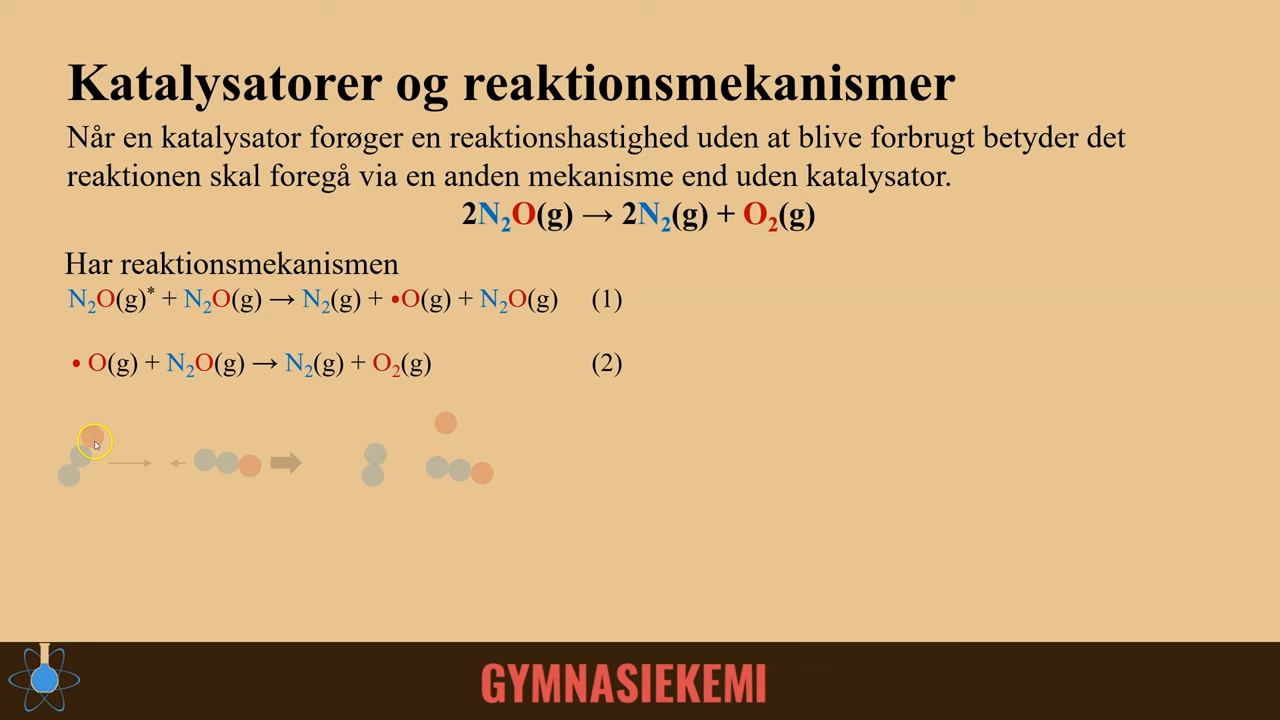 Katalysatorer og reaktionsmekanismer
Når en katalysator forøger en reaktionshastighed uden at blive forbrugt betyder det
reaktionen skal foregå via en anden mekanisme end uden katalysator.
2N₂O(g) → 2N₂(g) + O₂(g)
Har reaktionsmekanismen
N₂O(g)* + N₂O(g) → N₂(g) + •O(g) + N₂O(g) (1)
• O(g) + N₂O(g) → N₂(g) + O₂(g) (2)
GYMNASIEKEMI